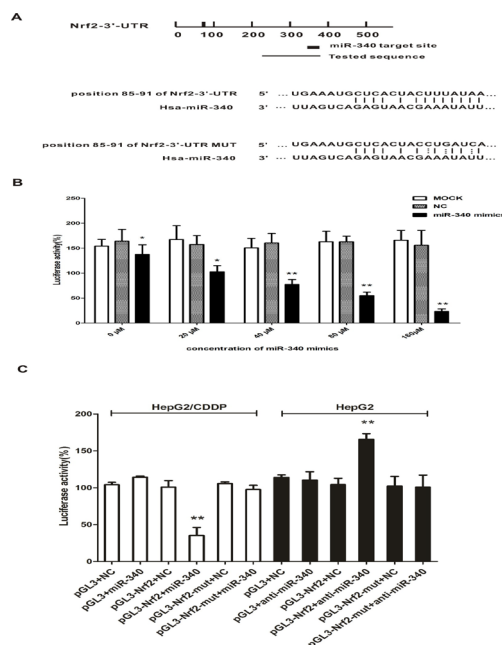 A
Nrf2-3'-UTR
0 100 200 300 400 500
miR-340 target site
Tested sequence
position 85-91 of Nrf2-3'-UTR 5' ... UGAAAUGCUCACUACUUUAUAA...
Hsa-miR-340 3' ... UUAGUCAGAGUAACGAAAUAUU...
position 85-91 of Nrf2-3'-UTR MUT 5' ... UGAAAUGCUCACUACCUGAUCA...
Hsa-miR-340 3' ... UUAGUCAGAGUAACGAAAUAUU...
B
MOCK
NC
miR-340 mimics
Luciferase activity(%)
250
200
150
100
50
0
* * ** ** **
0 μM 20 μM 40 μM 80 μM 160μM
concentration of miR-340 mimics
C
HepG2/CDDP HepG2
Luciferase activity(%)
200
150
100
50
0
** **
pGL3+NC
pGL3+miR-340
pGL3-Nrf2+NC
pGL3-Nrf2+miR-340
pGL3-Nrf2-mut+NC
pGL3-Nrf2-mut+miR-340
pGL3+NC
pGL3+anti-miR-340
pGL3-Nrf2+NC
pGL3-Nrf2+anti-miR-340
pGL3-Nrf2-mut+NC
pGL3-Nrf2-mut+anti-miR-340